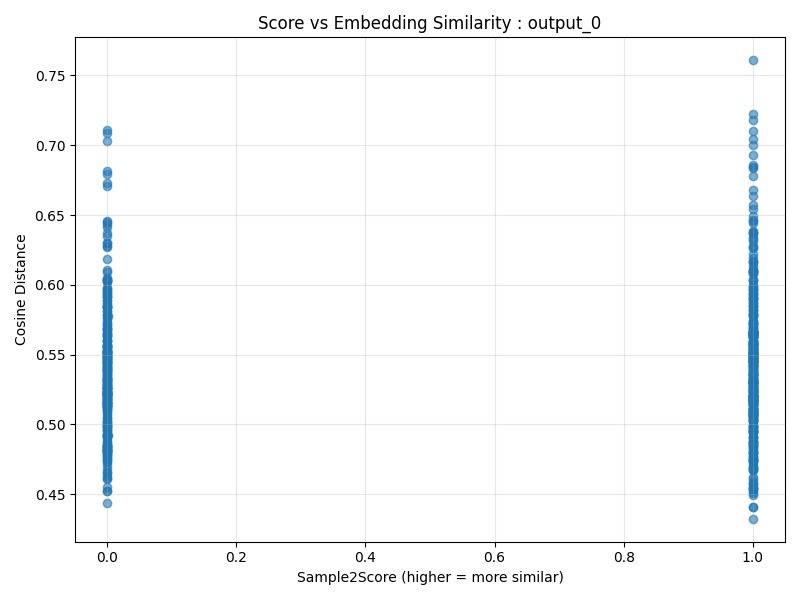 Score vs Embedding Similarity : output_0
Cosine Distance
0.75
0.70
0.65
0.60
0.55
0.50
0.45
0.0 0.2 0.4 0.6 0.8 1.0
Sample2Score (higher = more similar)